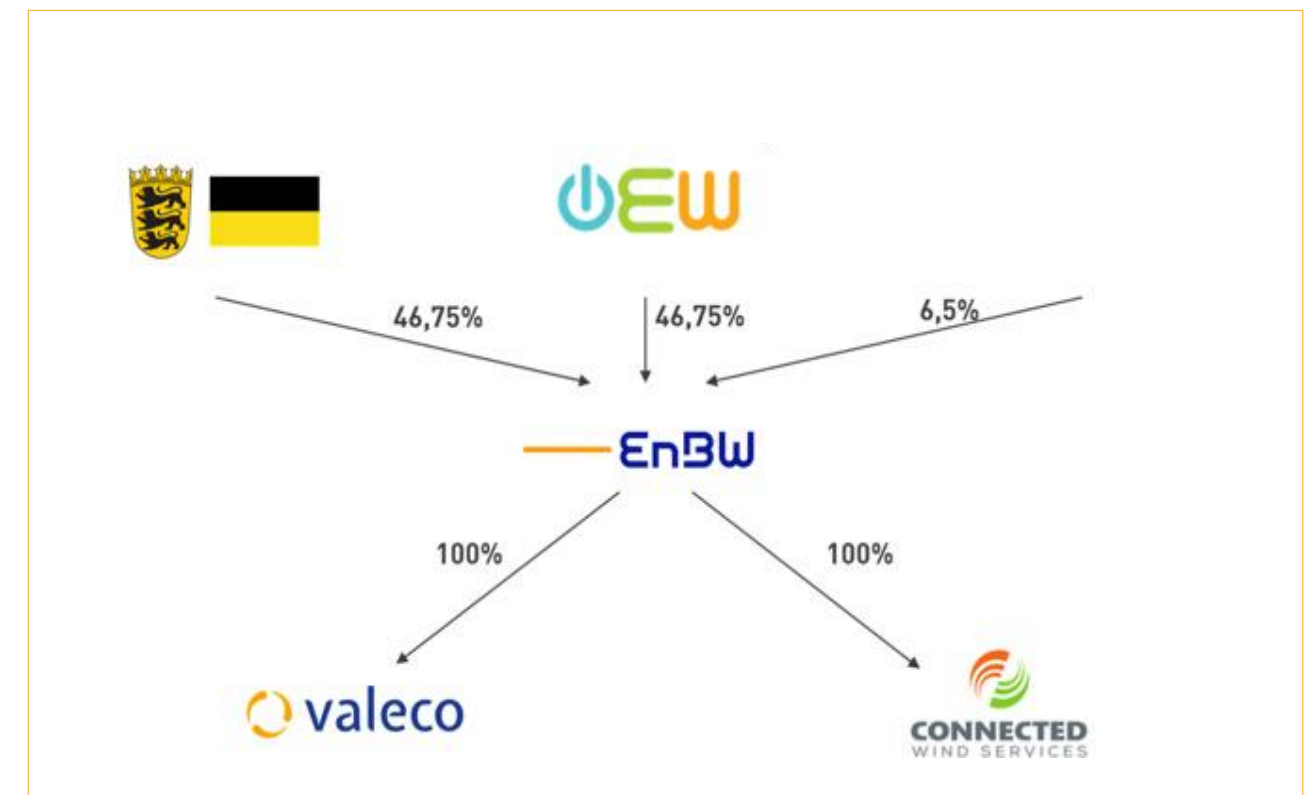 OEW
46,75%
46,75%
6,5%
EnBW
100%
100%
valeco
CONNECTED
WIND SERVICES